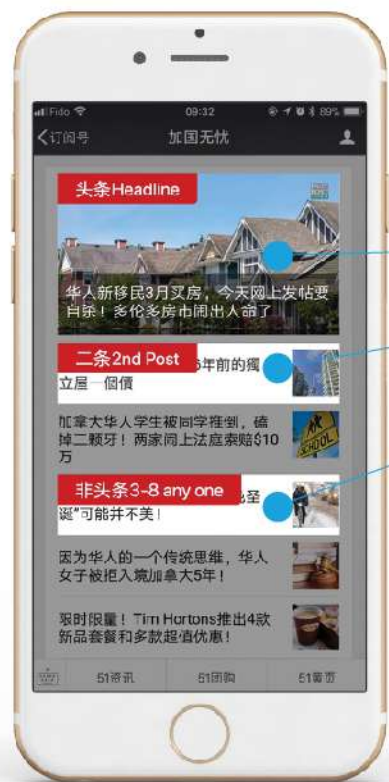 Fido
09:32
89%
订阅号
加国无忧
头条Headline
华人新移民3月买房，今天网上发帖要
自杀！多伦多房市闹出人命了
二条2nd Post
6年前的獨
立屋一個價
加拿大华人学生被同学推倒，磕
掉二颗牙！两家闹上法庭索赔$10
万
SCHOOL
非头条3-8 any one
圣
诞”可能并不美！
因为华人的一个传统思维，华人
女子被拒入境加拿大5年！
限时限量！Tim Hortons推出4款
新品套餐和多款超值优惠！
51资讯
51团购
51黄页